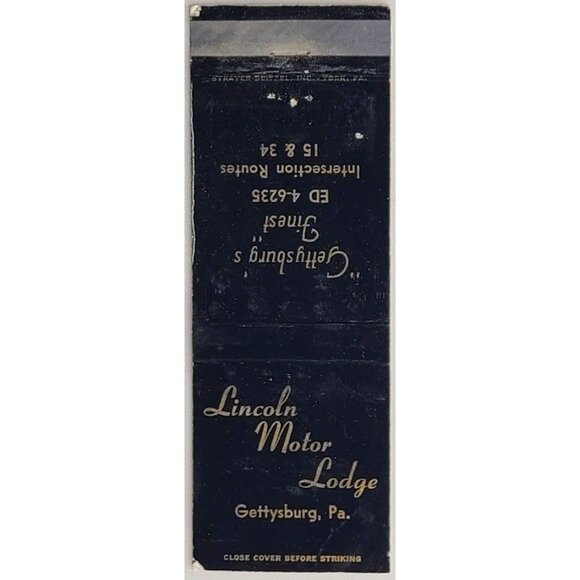 STRAYER BEITZEL, INC. - YORK, PA.
"Gettysburg's
Finest"
ED 4-6235
Intersection Routes
15 & 34
Lincoln
Motor
Lodge
Gettysburg, Pa.
CLOSE COVER BEFORE STRIKING